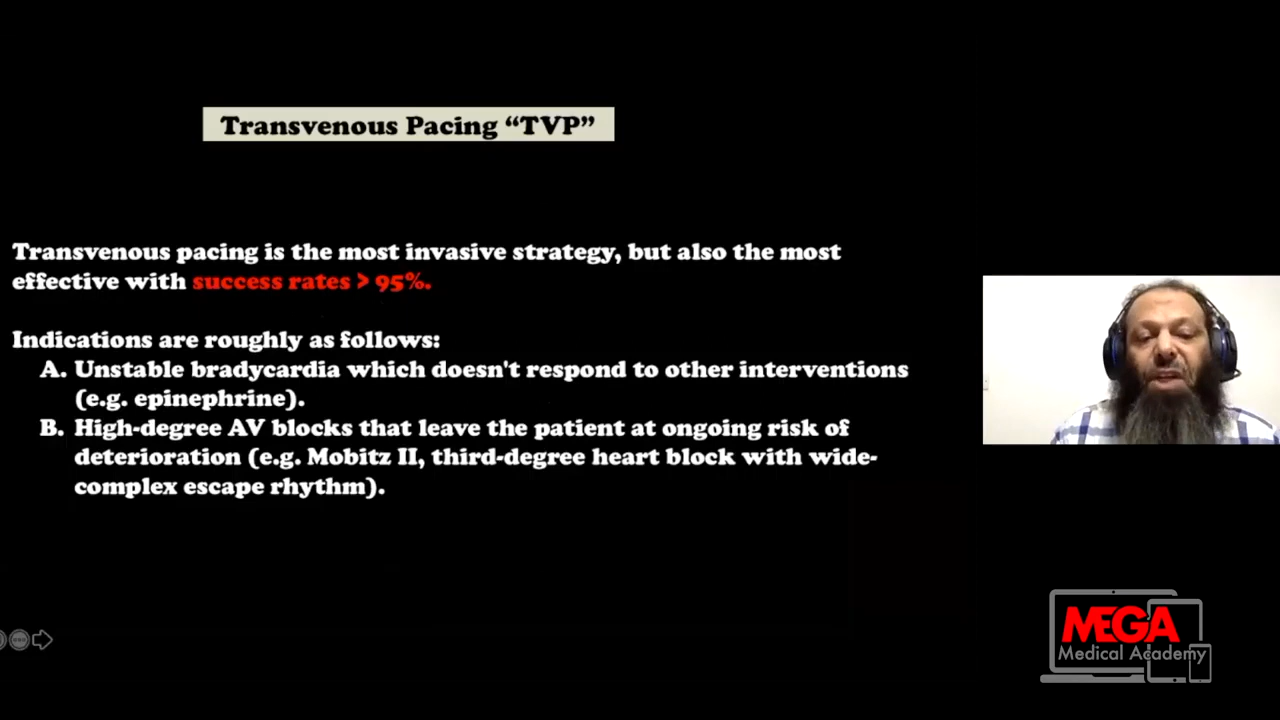 Transvenous Pacing “TVP”
Transvenous pacing is the most invasive strategy, but also the most
effective with success rates > 95%.
Indications are roughly as follows:
A. Unstable bradycardia which doesn't respond to other interventions
(e.g. epinephrine).
B. High-degree AV blocks that leave the patient at ongoing risk of
deterioration (e.g. Mobitz II, third-degree heart block with wide-
complex escape rhythm).
MEGA
Medical Academy